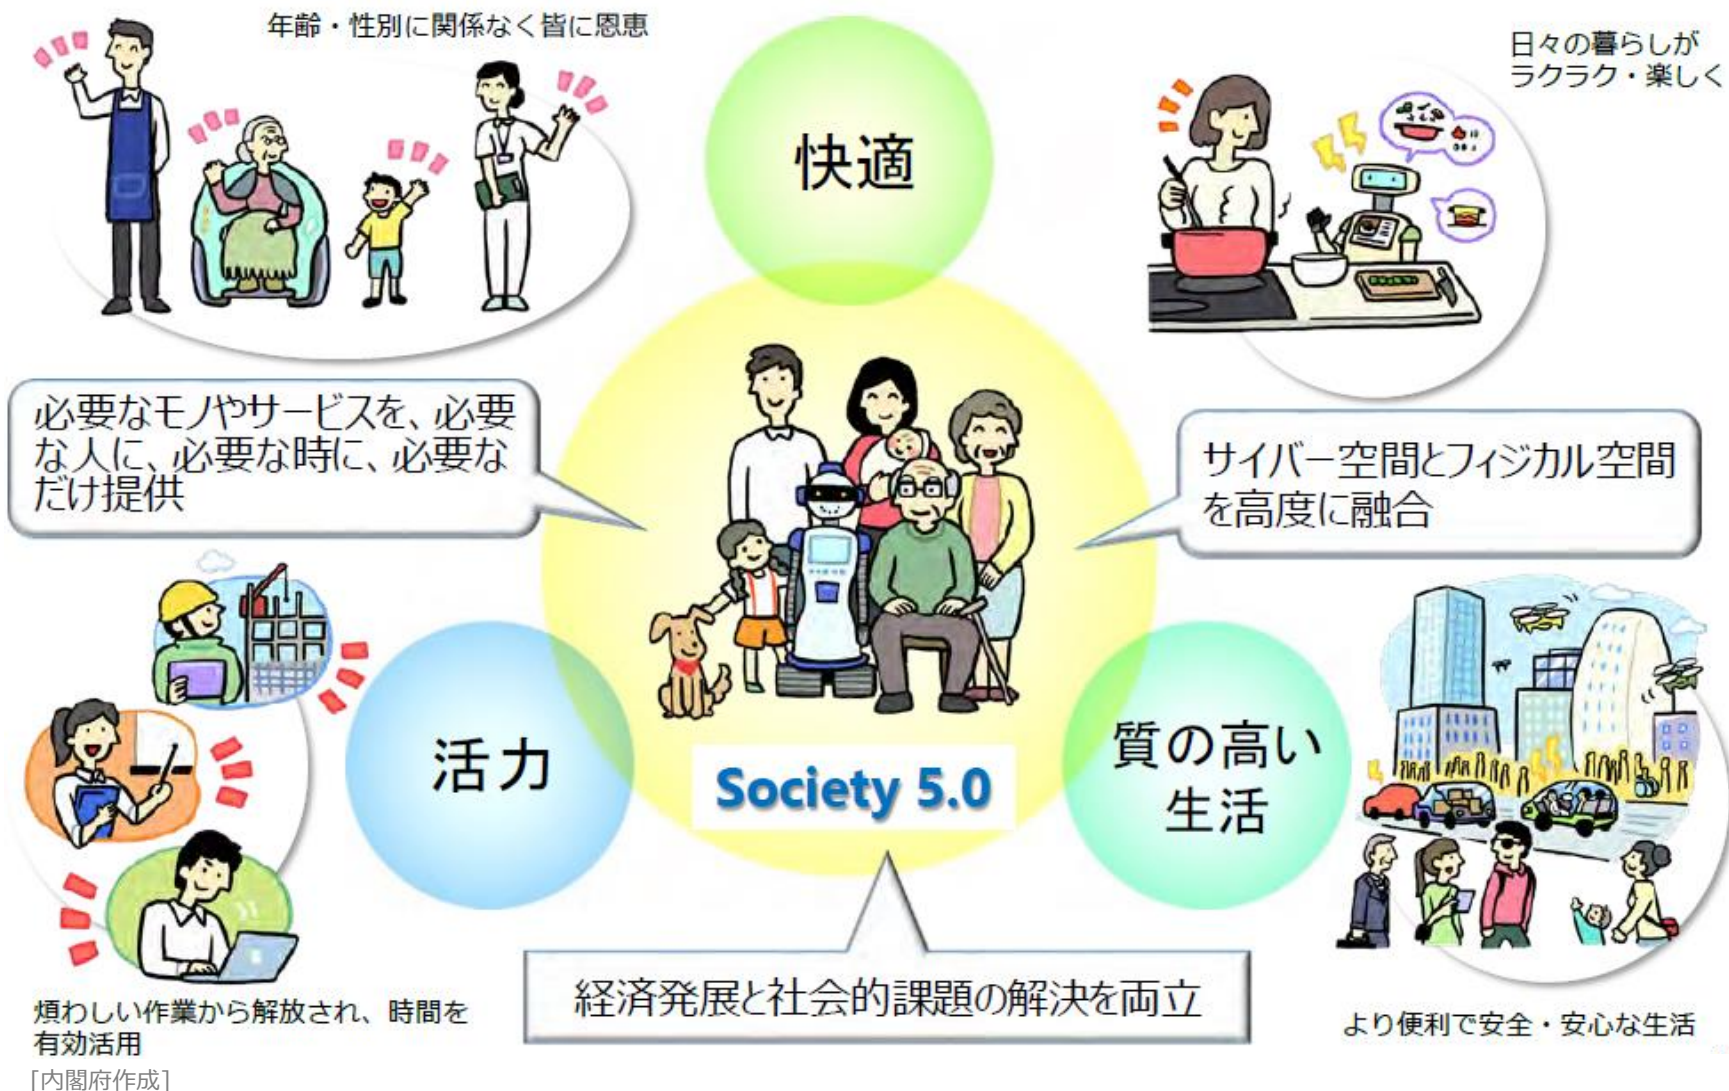 年齢・性別に関係なく皆に恩恵
日々の暮らしが
ラクラク・楽しく
快適
必要なモノやサービスを、必要
な人に、必要な時に、必要な
だけ提供
サイバー空間とフィジカル空間
を高度に融合
活力
質の高い
生活
Society 5.0
経済発展と社会的課題の解決を両立
煩わしい作業から解放され、時間を
有効活用
より便利で安全・安心な生活
[内閣府作成]